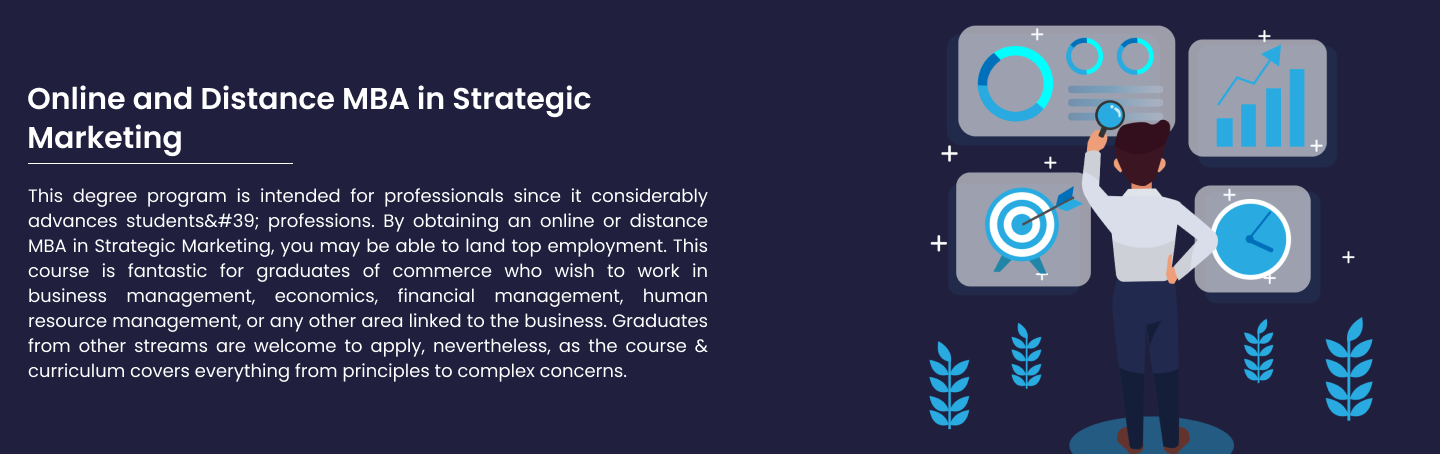 Online and Distance MBA in Strategic
Marketing
This degree program is intended for professionals since it considerably
advances students&#39; professions. By obtaining an online or distance
MBA in Strategic Marketing, you may be able to land top employment. This
course is fantastic for graduates of commerce who wish to work in
business management, economics, financial management, human
resource management, or any other area linked to the business. Graduates
from other streams are welcome to apply, nevertheless, as the course &
curriculum covers everything from principles to complex concerns.